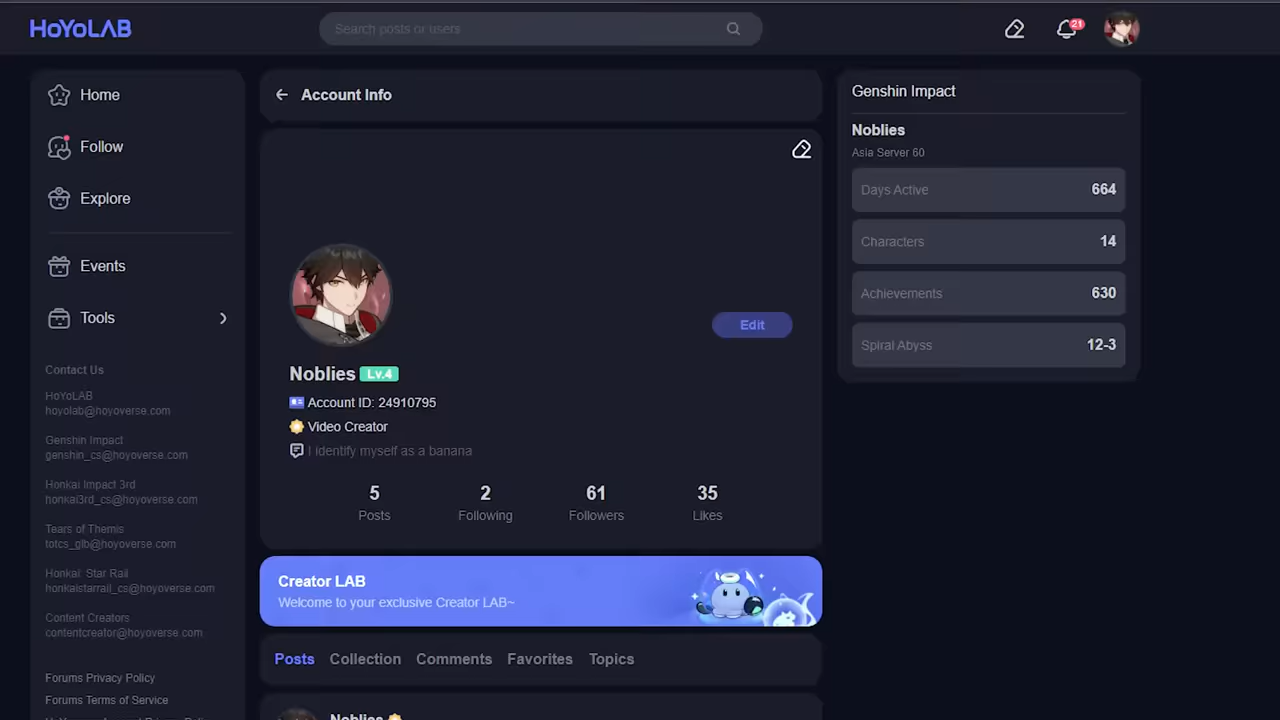 HoYoLAB
Search posts or users
21
Home
Follow
Explore
Events
Tools
Contact Us
HoYoLAB
hoyolab@hoyoverse.com
Genshin Impact
genshin_cs@hoyoverse.com
Honkai Impact 3rd
honkai3rd_cs@hoyoverse.com
Tears of Themis
totcs_glb@hoyoverse.com
Honkai: Star Rail
honkaistarrail_cs@hoyoverse.com
Content Creators
contentcreator@hoyoverse.com
Forums Privacy Policy
Forums Terms of Service
Account Info
Edit
Noblies Lv.4
Account ID: 24910795
Video Creator
I identify myself as a banana
5 2 61 35
Posts Following Followers Likes
Creator LAB
Welcome to your exclusive Creator LAB~
Posts Collection Comments Favorites Topics
Noblies
Genshin Impact
Noblies
Asia Server 60
Days Active 664
Characters 14
Achievements 630
Spiral Abyss 12-3